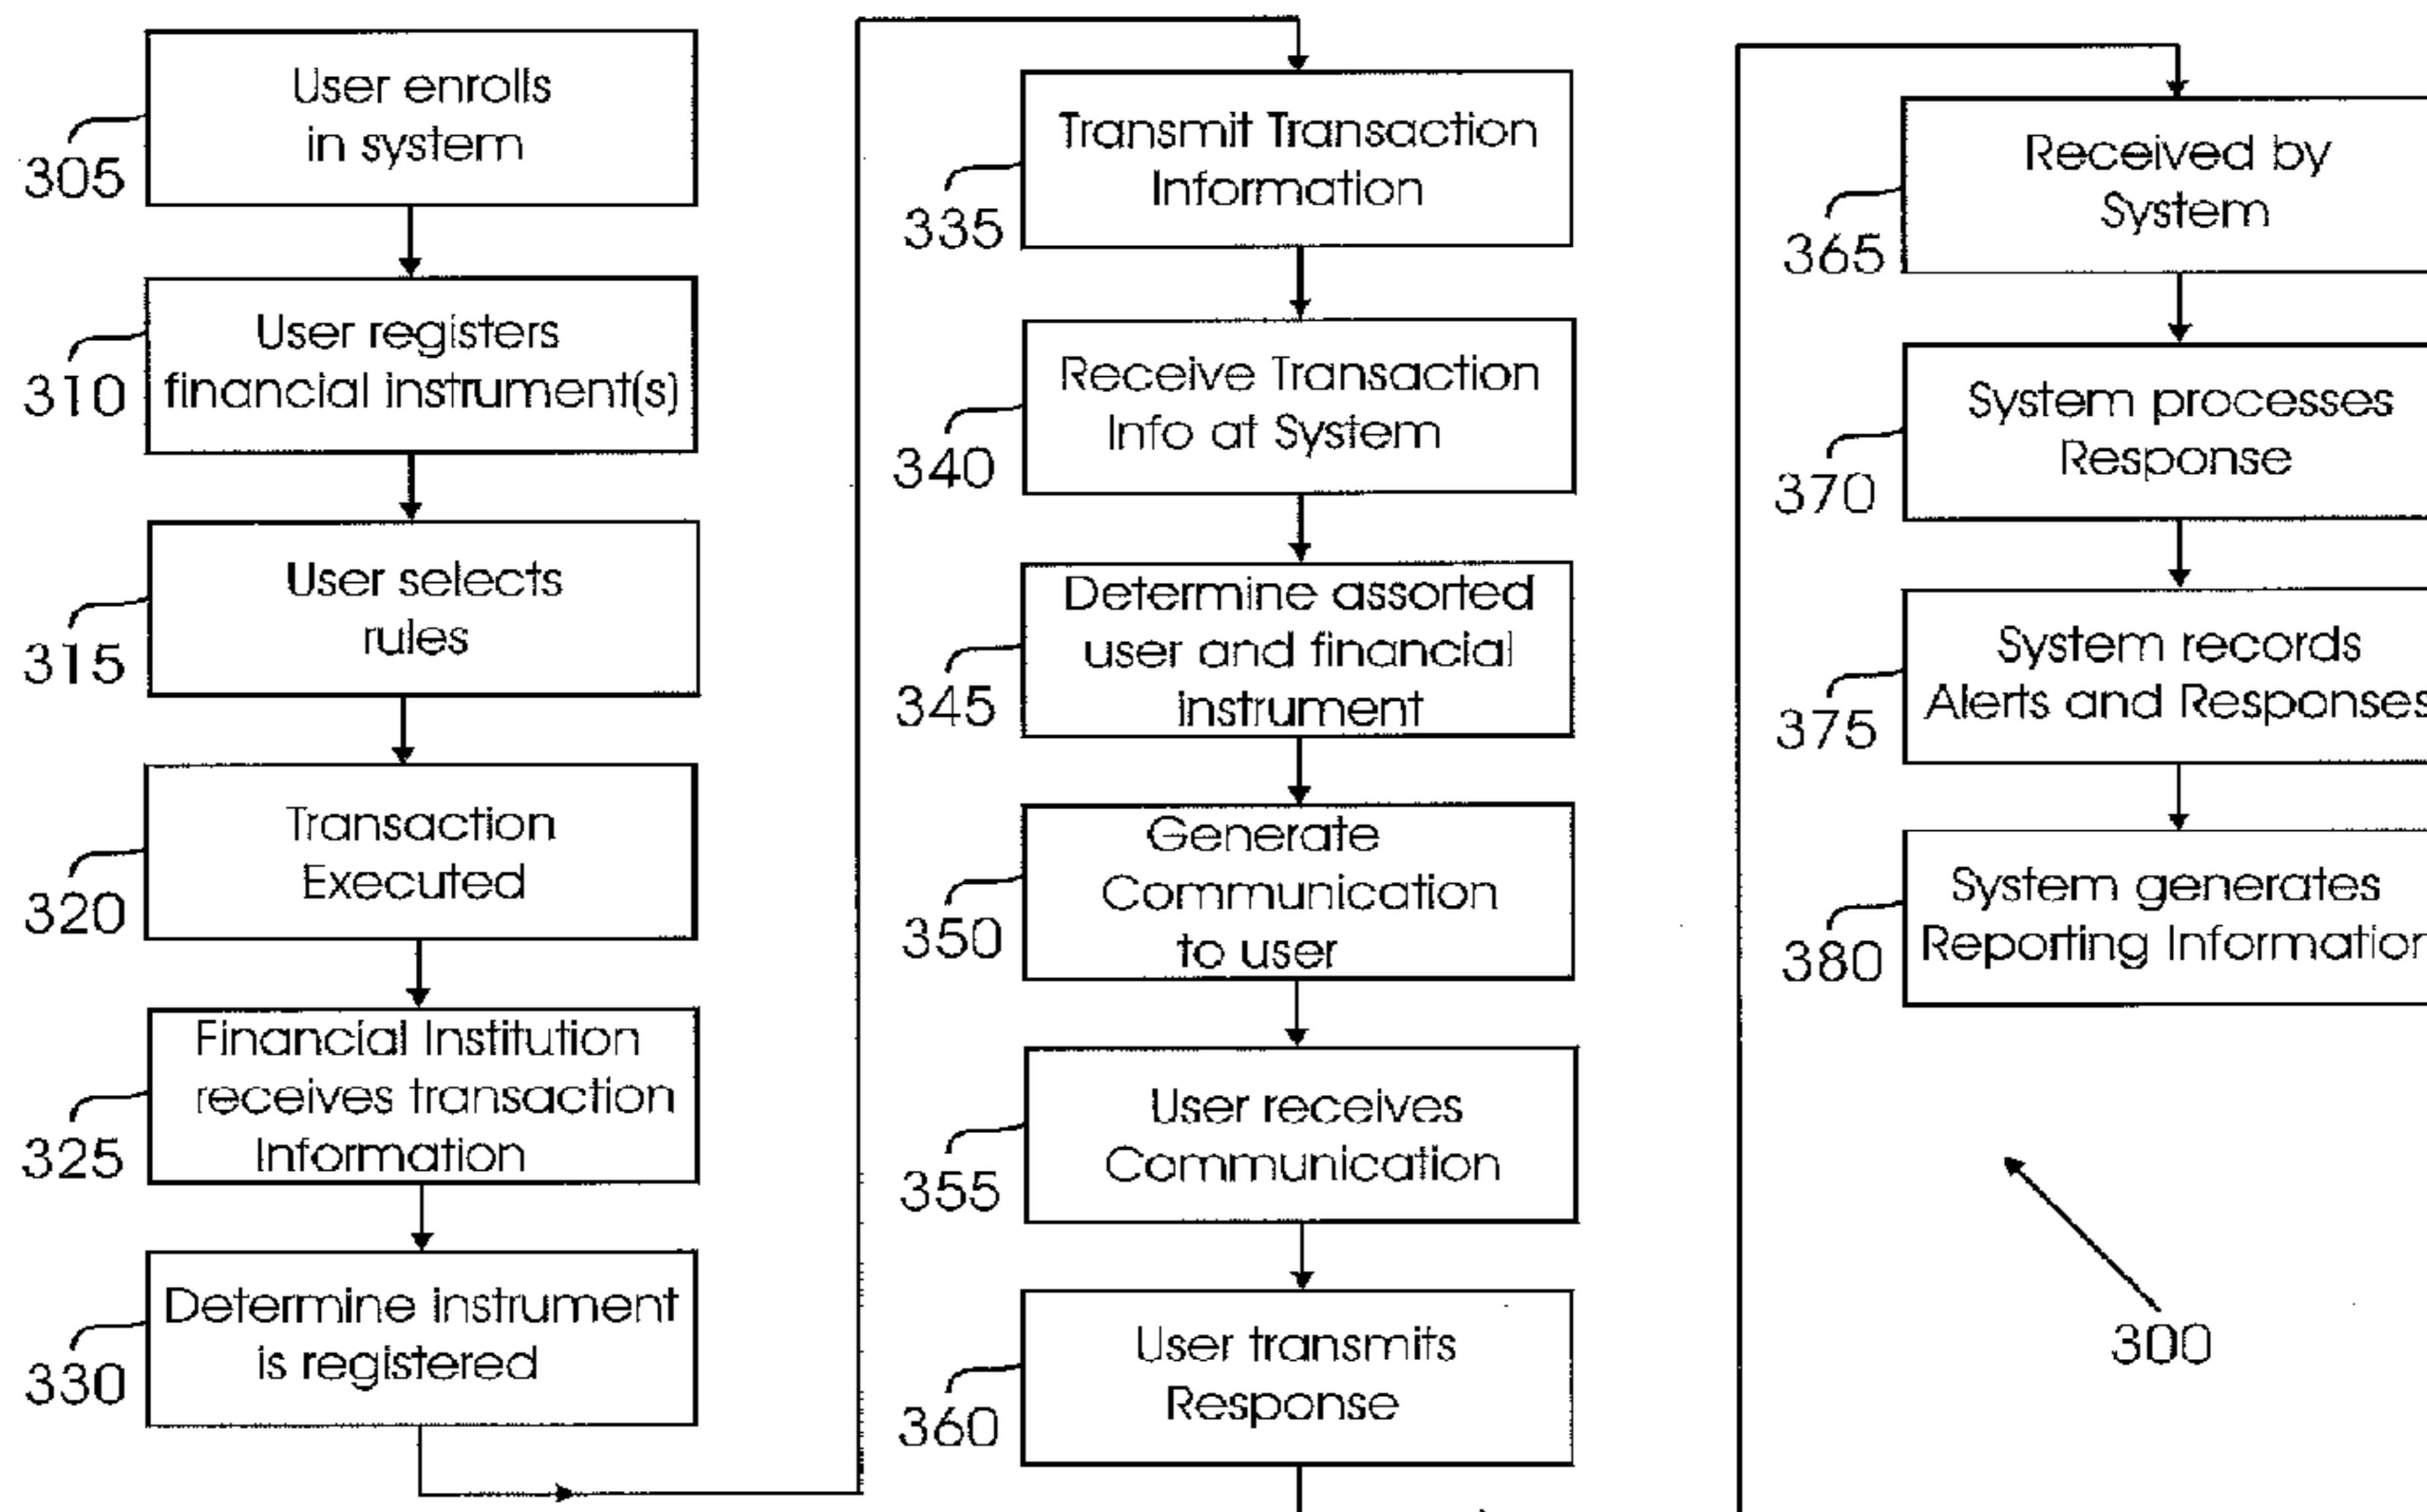 User enrolls
in system
305
User registers
financial instrument(s)
310
User selects
rules
315
Transaction
Executed
320
Financial Institution
receives transaction
Information
325
Determine instrument
is registered
330
Transmit Transaction
Information
335
Receive Transaction
Info at System
340
Determine assorted
user and financial
instrument
345
Generate
Communication
to user
350
User receives
Communication
355
User transmits
Response
360
Received by
System
365
System processes
Response
370
System records
Alerts and Responses
375
System generates
Reporting Information
380
300